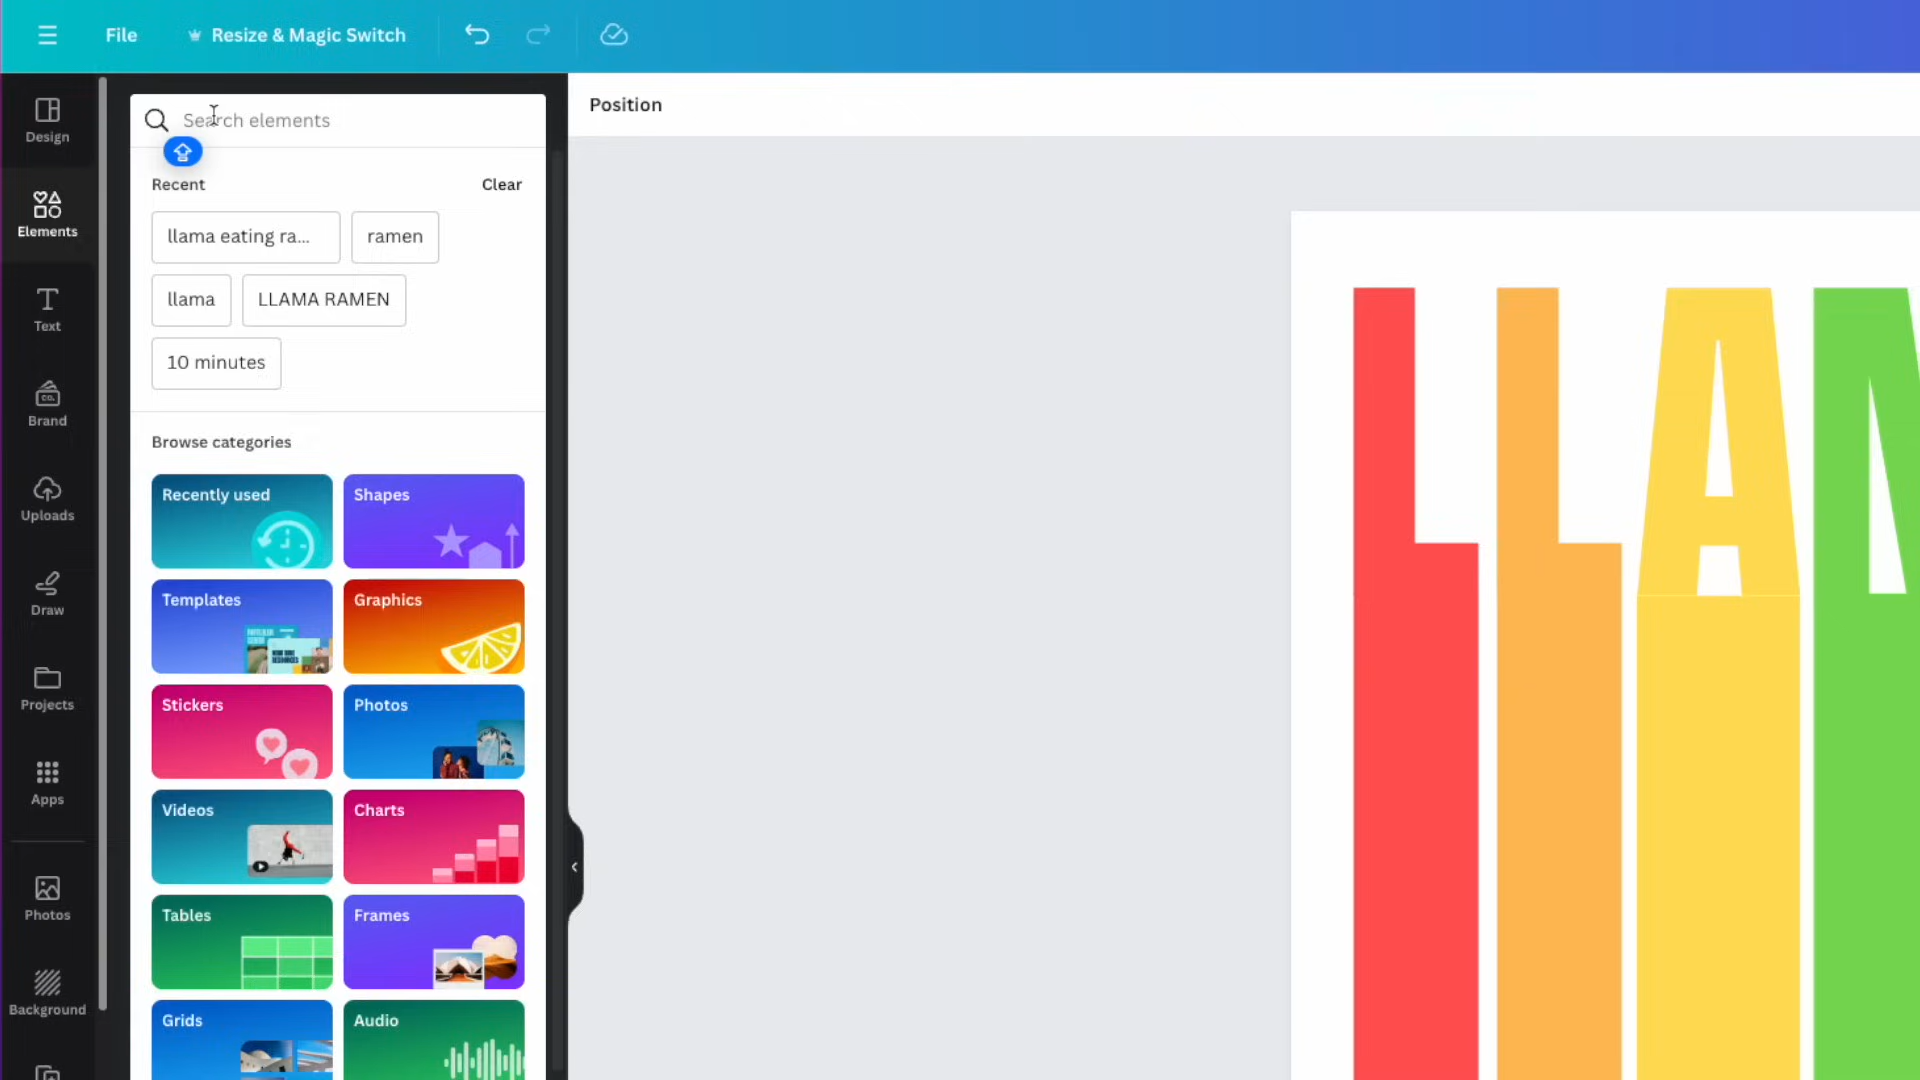 File
Resize & Magic Switch
Design
Elements
Text
Brand
CO.
Uploads
Draw
Projects
Apps
Photos
Background
Search elements
Recent
Clear
llama eating ra...
ramen
llama
LLAMA RAMEN
10 minutes
Browse categories
Recently used
Shapes
Templates
Graphics
Stickers
Photos
Videos
Charts
Tables
Frames
Grids
Audio
Position
LLA